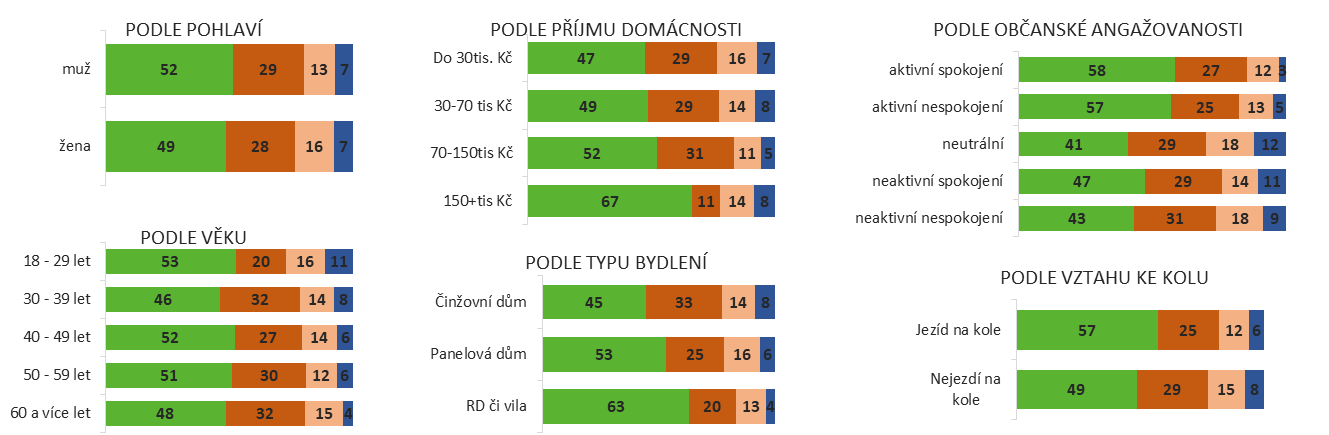 PODLE POHLAVÍ
muž 52 29 13 7
žena 49 28 16 7
PODLE VĚKU
18 - 29 let 53 20 16 11
30 - 39 let 46 32 14 8
40 - 49 let 52 27 14 6
50 - 59 let 51 30 12 6
60 a více let 48 32 15 4
PODLE PŘÍJMU DOMÁCNOSTI
Do 30tis. Kč 47 29 16 7
30-70 tis Kč 49 29 14 8
70-150tis Kč 52 31 11 5
150+tis Kč 67 11 14 8
PODLE TYPU BYDLENÍ
Činžovní dům 45 33 14 8
Panelová dům 53 25 16 6
RD či vila 63 20 13 4
PODLE OBČANSKÉ ANGAŽOVANOSTI
aktivní spokojení 58 27 12 3
aktivní nespokojení 57 25 13 5
neutrální 41 29 18 12
neaktivní spokojení 47 29 14 11
neaktivní nespokojení 43 31 18 9
PODLE VZTAHU KE KOLU
Jezíd na kole 57 25 12 6
Nejezdí na
kole 49 29 15 8